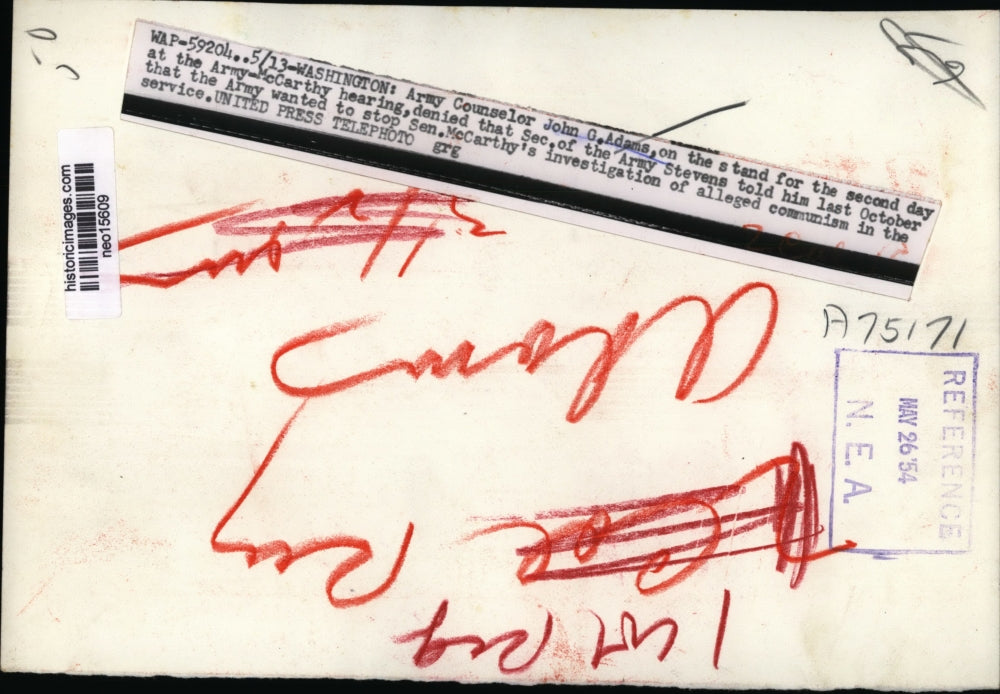 WAP-59204..5/13-WASHINGTON: Army Counselor John G.Adams,on the stand for the second day
at the Army-McCarthy hearing,denied that Sec.of the Army Stevens told him last October
that the Army wanted to stop Sen.McCarthy's investigation of alleged communism in the
service.UNITED PRESS TELEPHOTO grg
historicimages.com
neo15609
A75171
REFERENCE
MAY 26 '54
N. E. A.
Adams